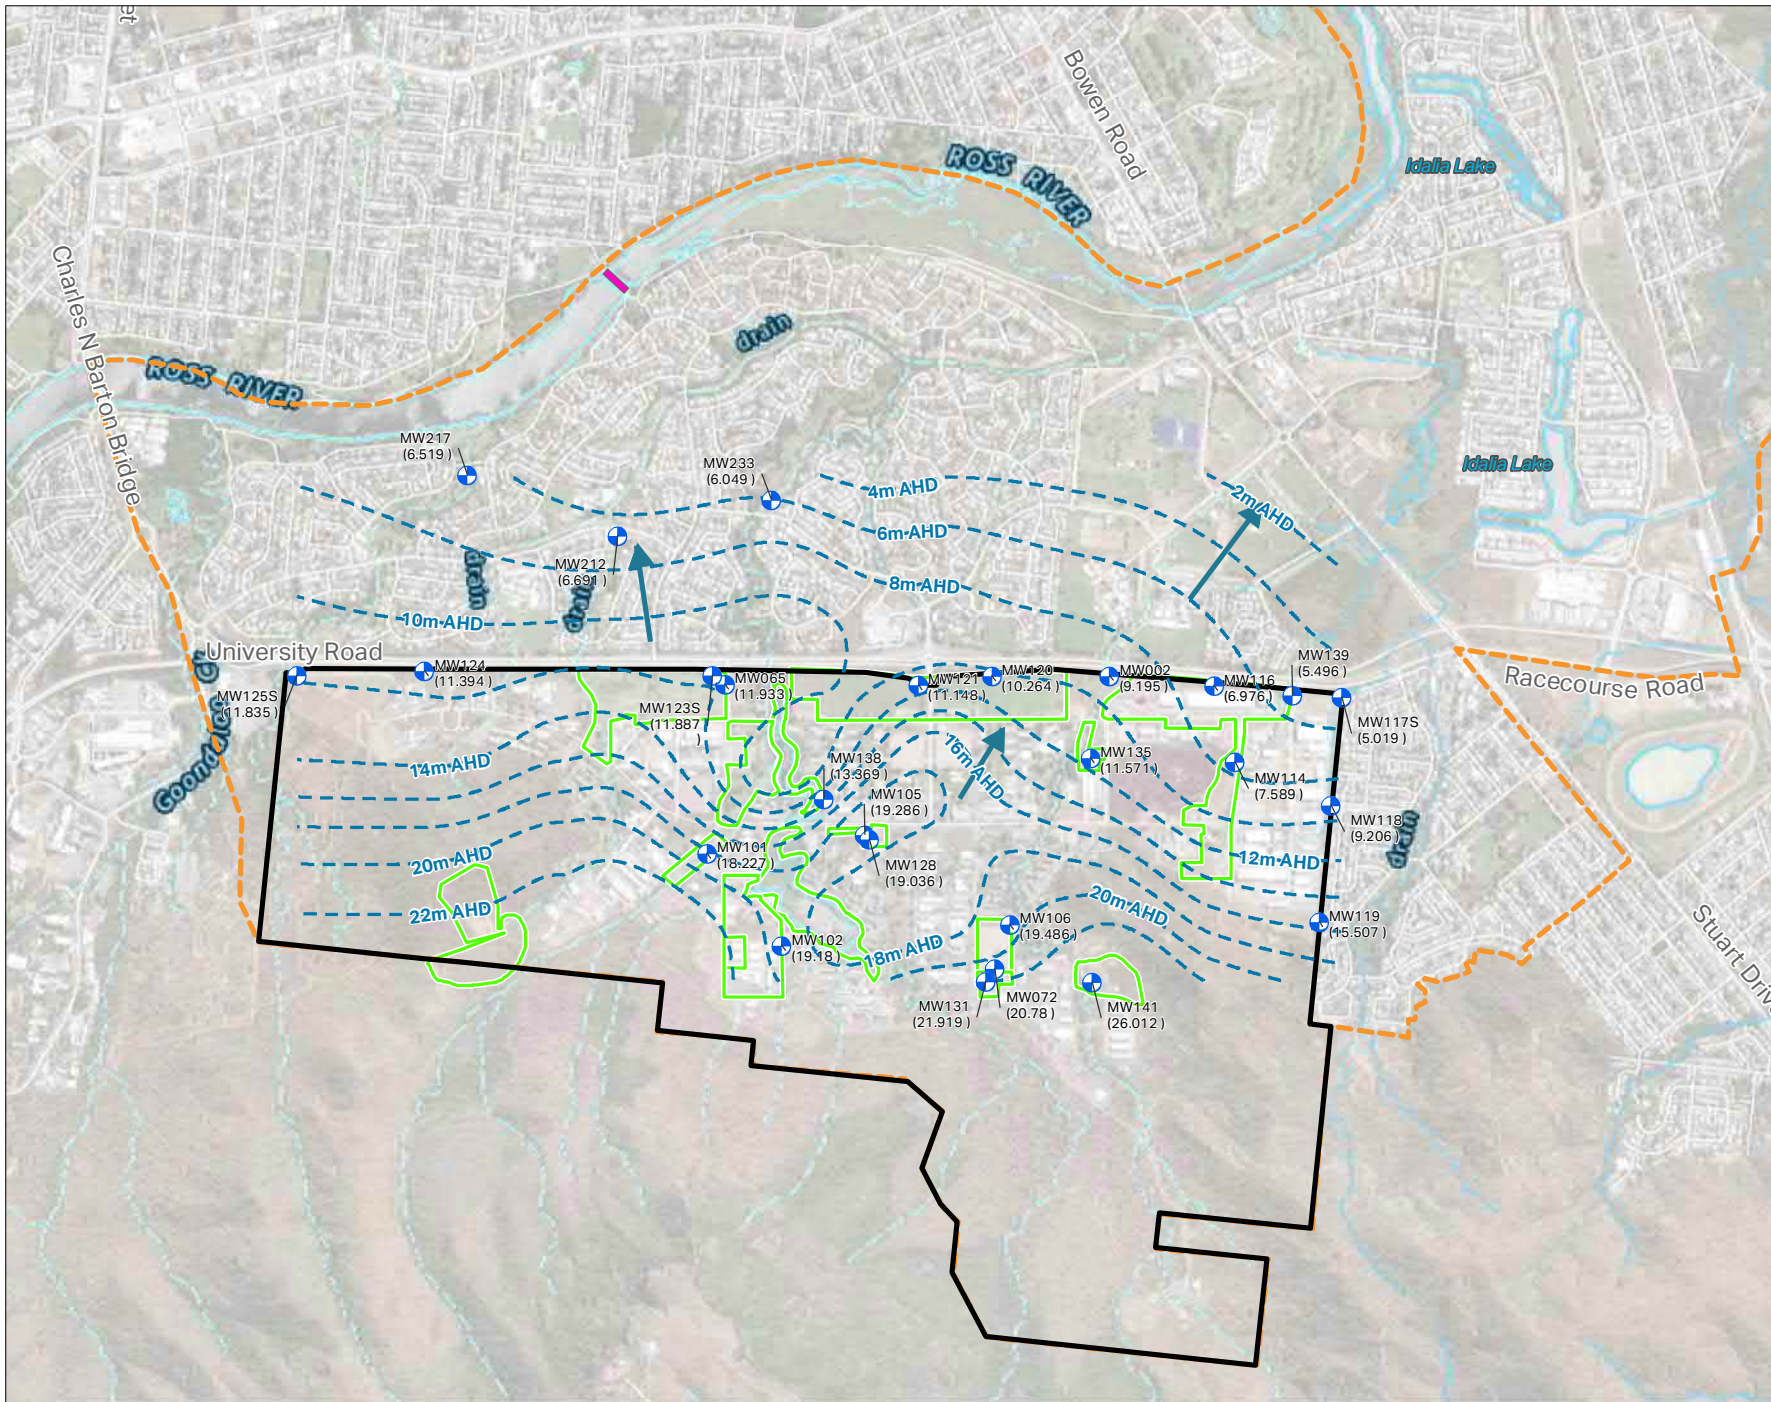 et
Bowen Road
ROSS RIVER
Idalia Lake
Charles N Barton Bridge
drain
ROSS RIVER
MW217
(6.519 )
MW233
(6.049 )
Idalia Lake
4m AHD
2m AHD
6m AHD
MW212
(6.691 )
drain
drain
8m AHD
10m AHD
University Road
MW125S
(11.835 )
MW124
(11.394 )
MW123S
(11.887
)
MW065
(11.933 )
MW121
(11.148 )
MW120
(10.264 )
MW002
(9.195 )
MW116
(6.976 )
MW139
(5.496 )
MW117S
(5.019 )
Racecourse Road
14m AHD
16m AHD
MW138
(13.369 )
MW135
(11.571 )
MW114
(7.589 )
MW105
(19.286 )
MW118
(9.206 )
drain
MW101
(18.227 )
MW128
(19.036 )
20m AHD
12m AHD
22m AHD
20m AHD
MW106
(19.486 )
MW119
(15.507 )
MW102
(19.18 )
18m AHD
MW131
(21.919 )
MW072
(20.78 )
MW141
(26.012 )